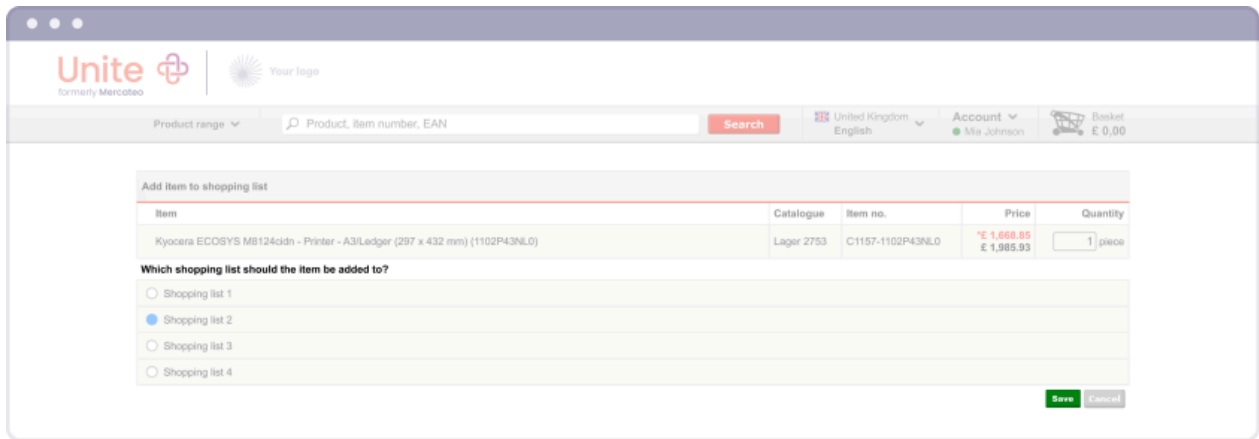 Unite
formerly Mercateo
Your logo
Product range
Product, item number, EAN
Search
United Kingdom
English
Account
Mia Johnson
Basket
£ 0,00
Add item to shopping list
Item Catalogue Item no. Price Quantity
Kyocera ECOSYS M8124cidn - Printer - A3/Ledger (297 x 432 mm) (1102P43NL0) Lager 2753 C1157-1102P43NL0 *£ 1,668.85 1 piece
£ 1,985.93
Which shopping list should the item be added to?
Shopping list 1
Shopping list 2
Shopping list 3
Shopping list 4
Save Cancel